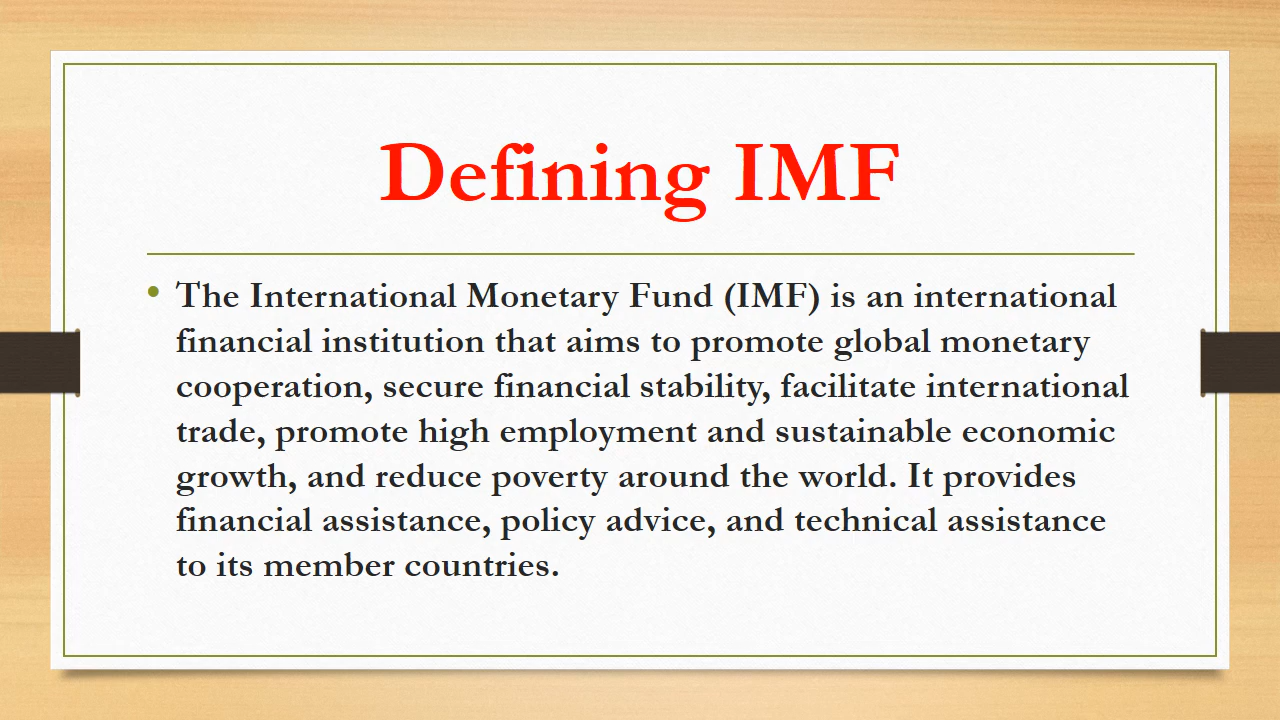 Defining IMF
• The International Monetary Fund (IMF) is an international
financial institution that aims to promote global monetary
cooperation, secure financial stability, facilitate international
trade, promote high employment and sustainable economic
growth, and reduce poverty around the world. It provides
financial assistance, policy advice, and technical assistance
to its member countries.